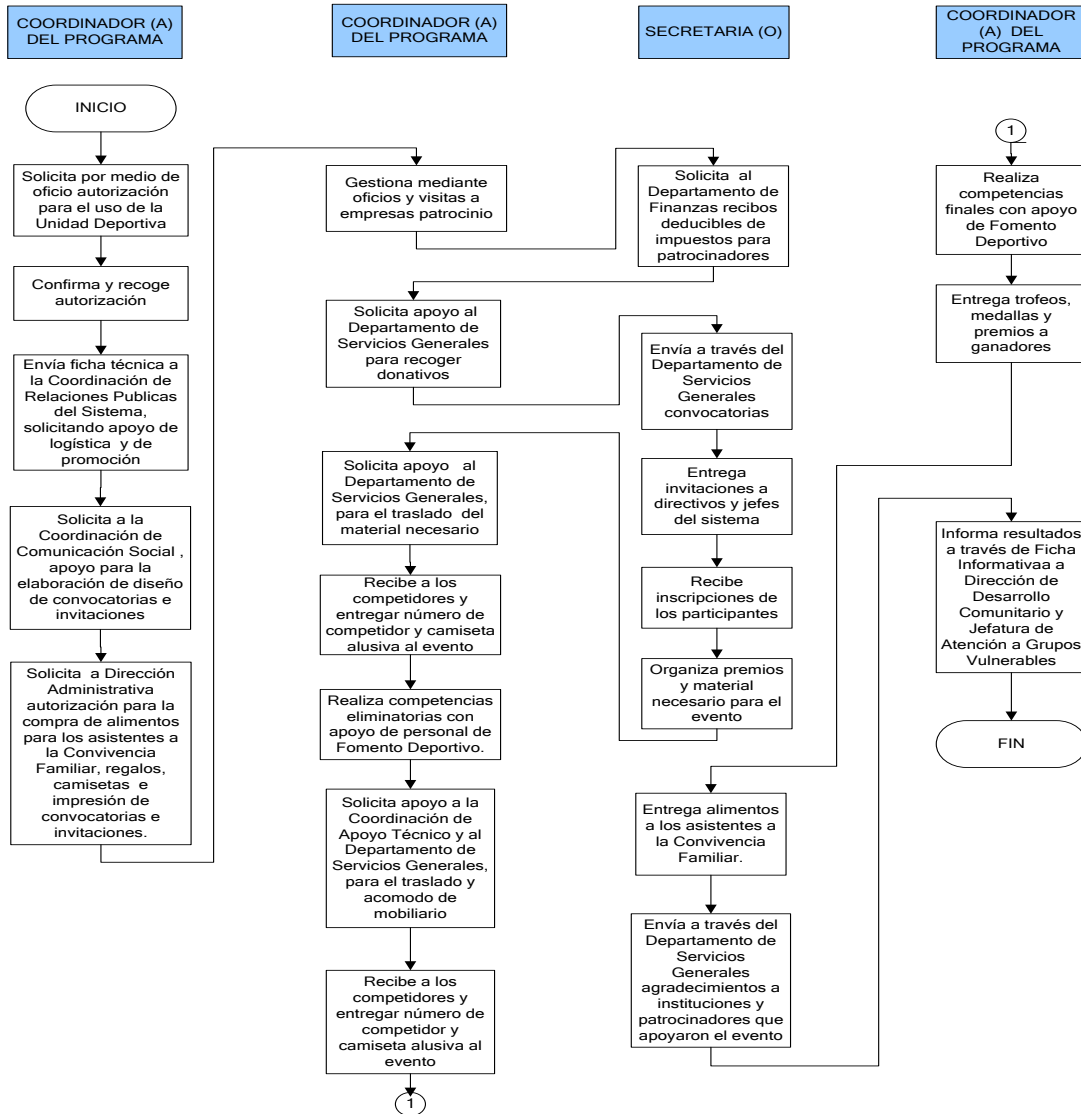 COORDINADOR (A)
DEL PROGRAMA
COORDINADOR (A)
DEL PROGRAMA
SECRETARIA (O)
COORDINADOR
(A) DEL
PROGRAMA
INICIO
Solicita por medio de
oficio autorización
para el uso de la
Unidad Deportiva
Confirma y recoge
autorización
Envía ficha técnica a
la Coordinación de
Relaciones Publicas
del Sistema,
solicitando apoyo de
logística y de
promoción
Solicita a la
Coordinación de
Comunicación Social ,
apoyo para la
elaboración de diseño
de convocatorias e
invitaciones
Solicita a Dirección
Administrativa
autorización para la
compra de alimentos
para los asistentes a
la Convivencia
Familiar, regalos,
camisetas e
impresión de
convocatorias e
invitaciones.
Gestiona mediante
oficios y visitas a
empresas patrocinio
Solicita al
Departamento de
Finanzas recibos
deducibles de
impuestos para
patrocinadores
Solicita apoyo al
Departamento de
Servicios Generales
para recoger
donativos
Envía a través del
Departamento de
Servicios
Generales
convocatorias
Entrega
invitaciones a
directivos y jefes
del sistema
Recibe
inscripciones de
los participantes
Organiza premios
y material
necesario para el
evento
Solicita apoyo al
Departamento de
Servicios Generales,
para el traslado del
material necesario
Recibe a los
competidores y
entregar número de
competidor y camiseta
alusiva al evento
Realiza competencias
eliminatorias con
apoyo de personal de
Fomento Deportivo.
Solicita apoyo a la
Coordinación de
Apoyo Técnico y al
Departamento de
Servicios Generales,
para el traslado y
acomodo de
mobiliario
Recibe a los
competidores y
entregar número de
competidor y
camiseta alusiva al
evento
1
1
Realiza
competencias
finales con apoyo
de Fomento
Deportivo
Entrega trofeos,
medallas y
premios a
ganadores
Entrega alimentos
a los asistentes a
la Convivencia
Familiar.
Envía a través del
Departamento de
Servicios
Generales
agradecimientos a
instituciones y
patrocinadores que
apoyaron el evento
Informa resultados
a través de Ficha
Informativaa a
Dirección de
Desarrollo
Comunitario y
Jefatura de
Atención a Grupos
Vulnerables
FIN